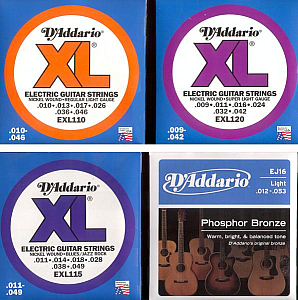 D'Addario
XL
ELECTRIC GUITAR STRINGS
NICKEL WOUND•REGULAR LIGHT GAUGE
.010•.013•.017•.026
.036•.046
EXL110
.010-
.046
D'Addario
XL
ELECTRIC GUITAR STRINGS
NICKEL WOUND•SUPER LIGHT GAUGE
.009•.011•.016•.024
.032•.042
EXL120
.009-
.042
D'Addario
XL
ELECTRIC GUITAR STRINGS
NICKEL WOUND•BLUES/JAZZ ROCK
.011•.014•.018•.028
.038•.049
EXL115
.011-
.049
EJ16
D'Addario
Light
.012-.053
Phosphor Bronze
Warm, bright, & balanced tone
D'Addario's original bronze